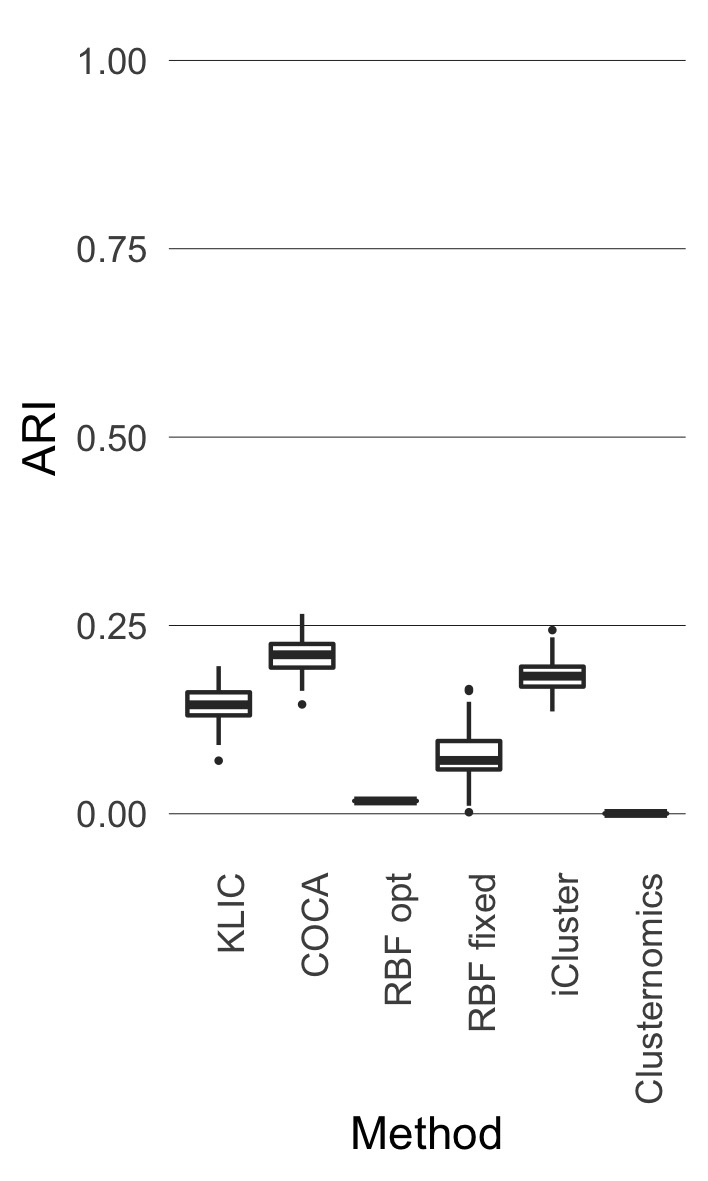 1.00
0.75
0.50
0.25
0.00
ARI
KLIC
COCA
RBF opt
RBF fixed
iCluster
Clusternomics
Method